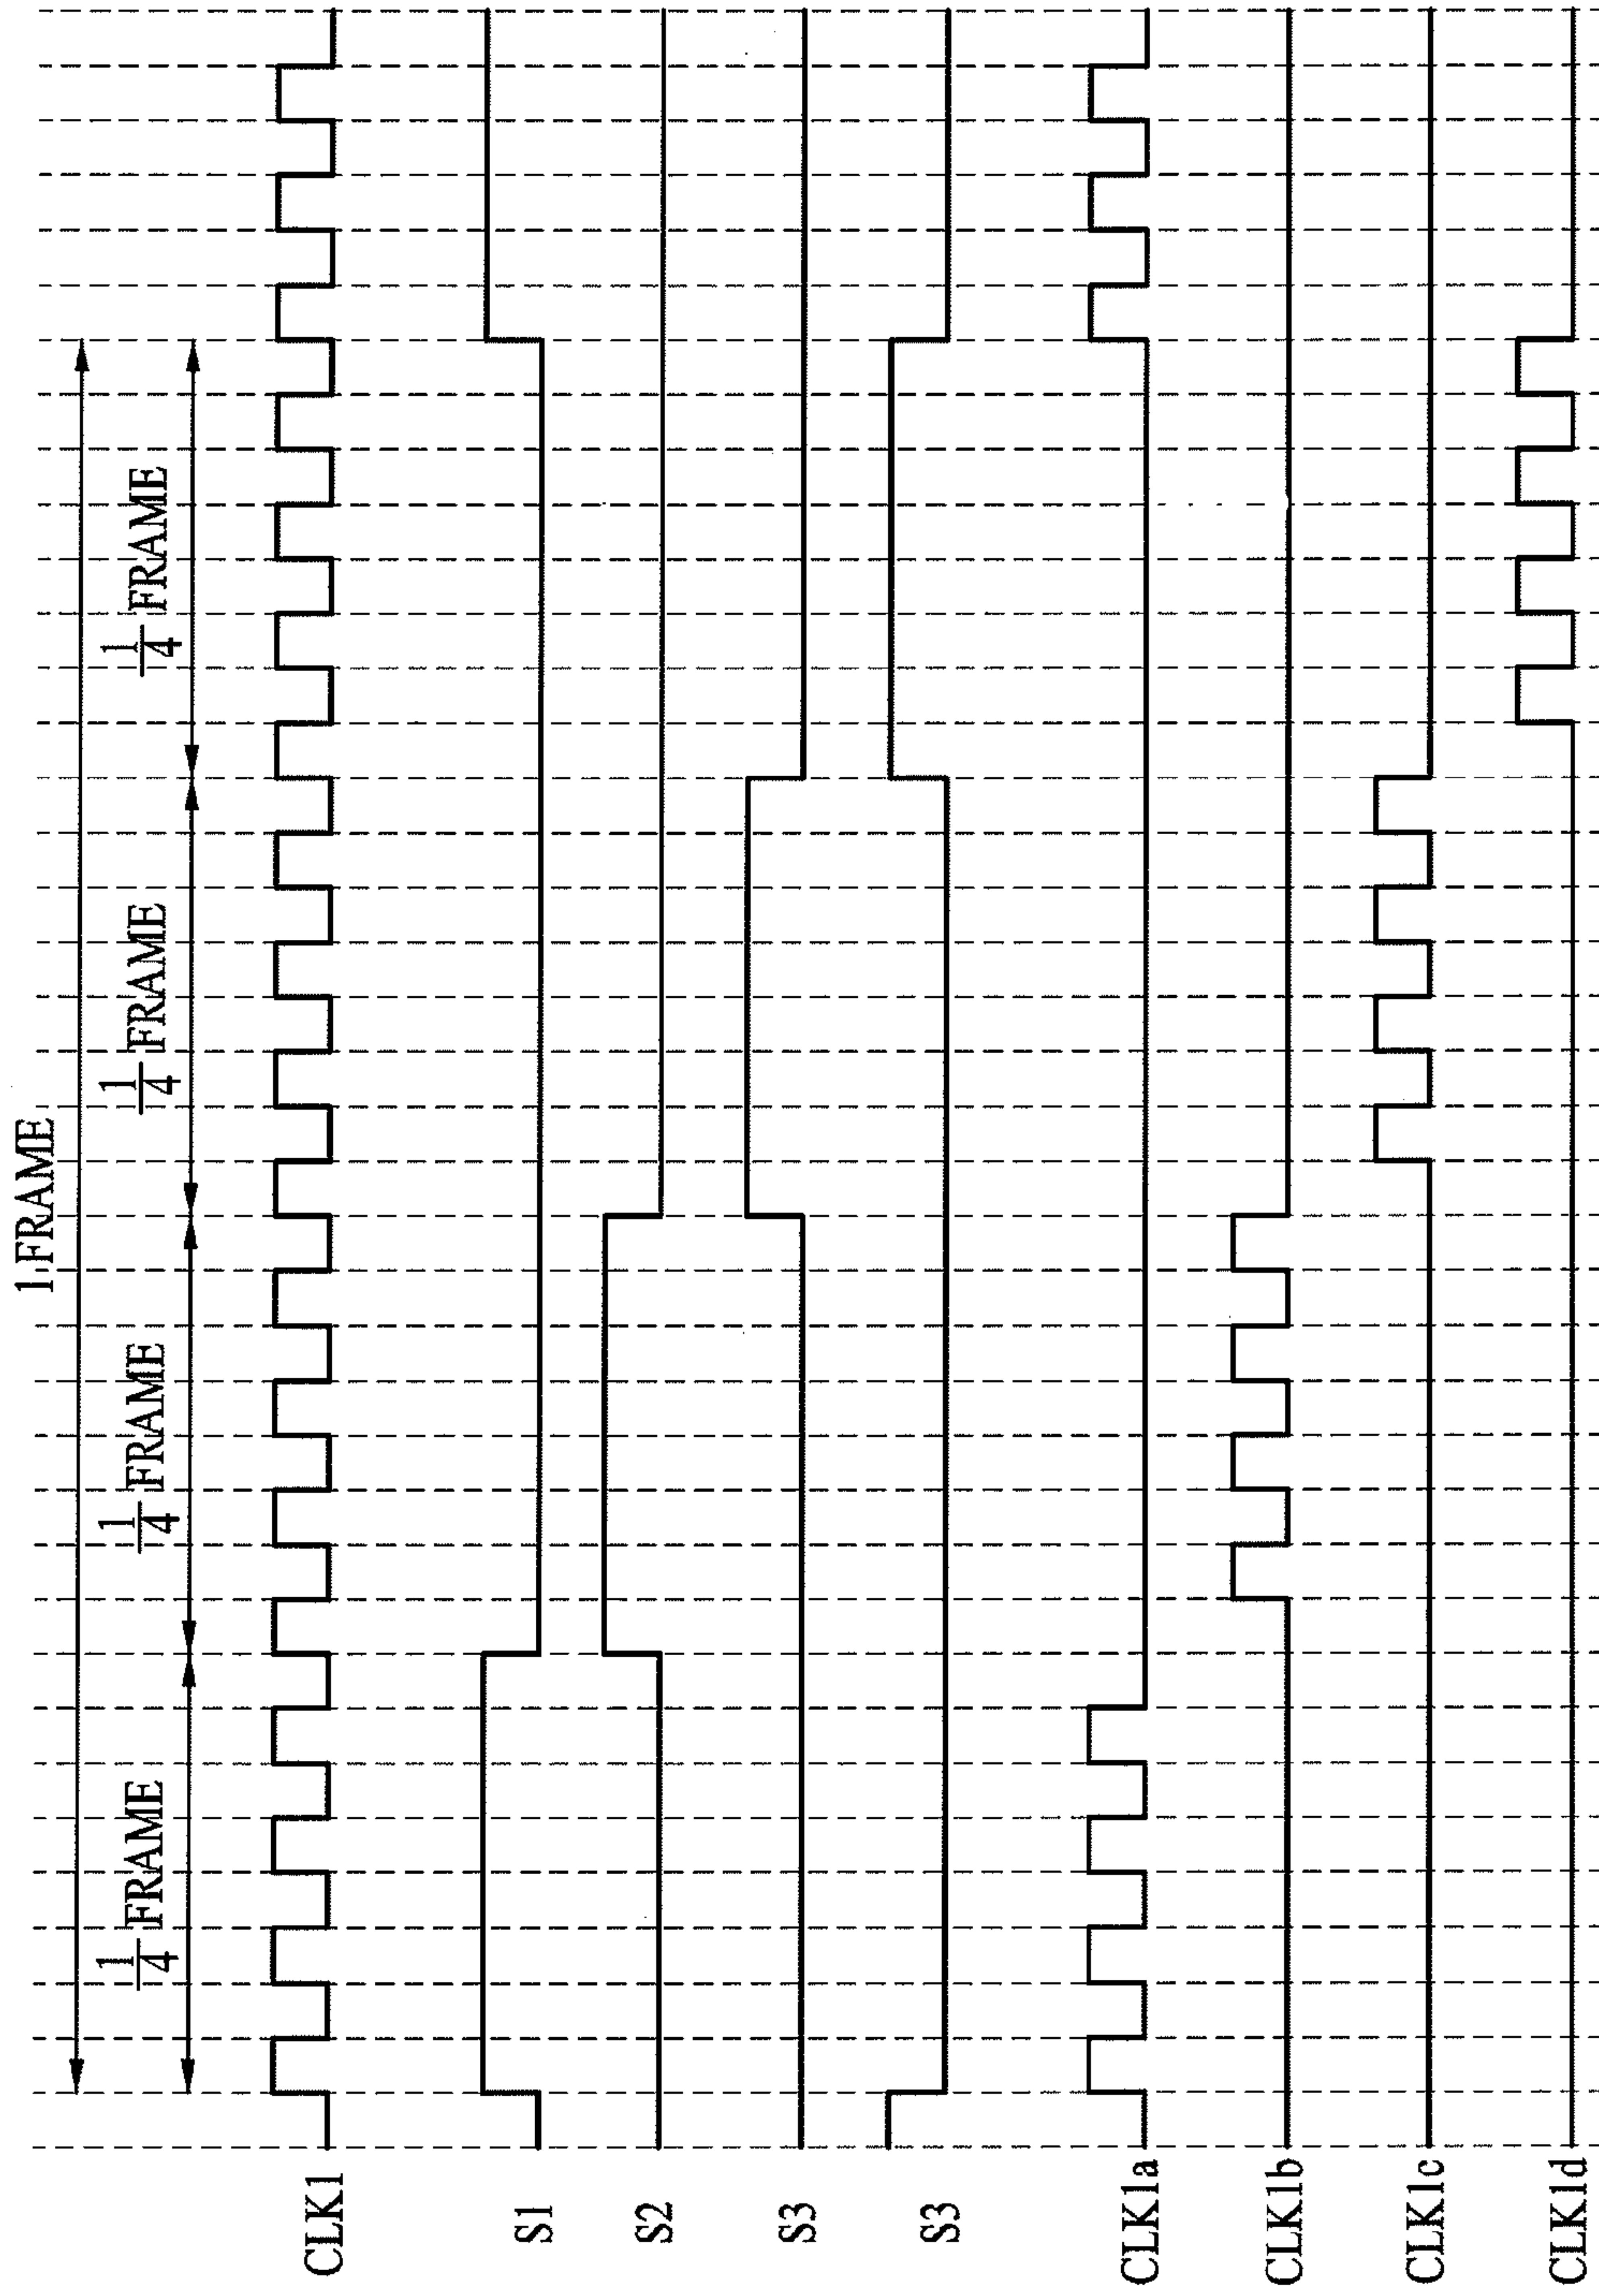 1 FRAME
1/4 FRAME
1/4 FRAME
1/4 FRAME
1/4 FRAME
CLK1
S1
S2
S3
S3
CLK1a
CLK1b
CLK1c
CLK1d